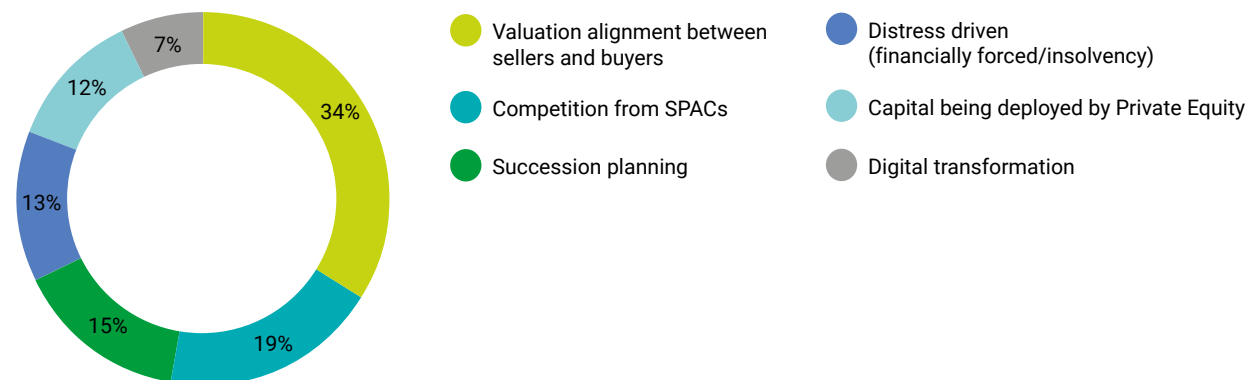 7%
12%
34%
13%
15%
19%
Valuation alignment between
sellers and buyers
Competition from SPACs
Succession planning
Distress driven
(financially forced/insolvency)
Capital being deployed by Private Equity
Digital transformation